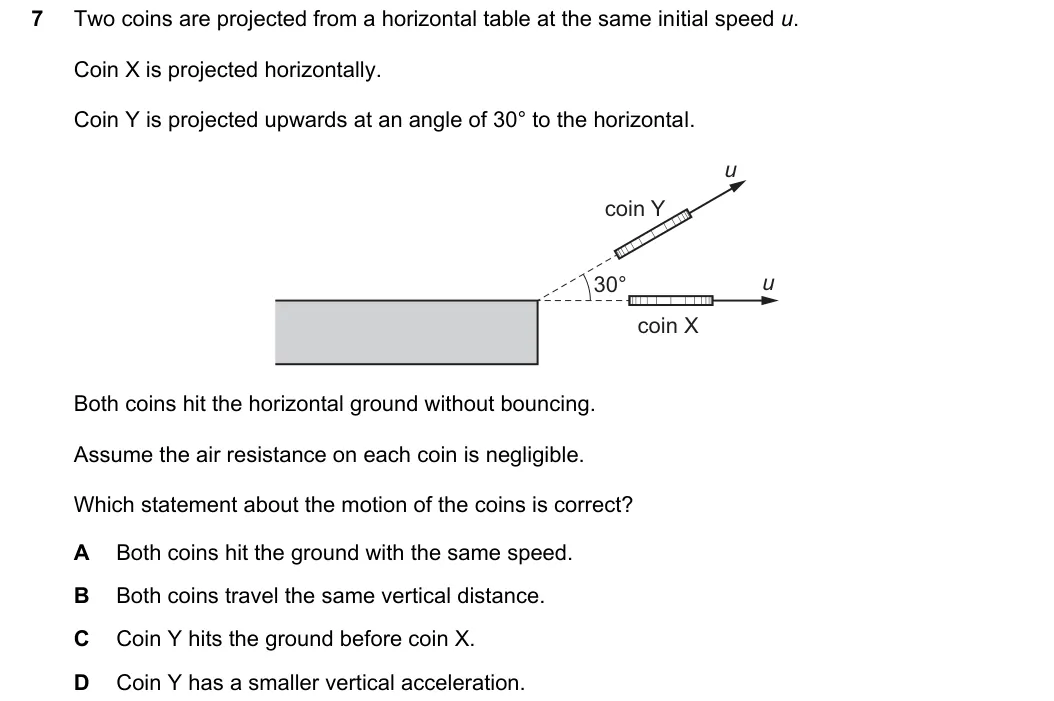 7 Two coins are projected from a horizontal table at the same initial speed u.
Coin X is projected horizontally.
Coin Y is projected upwards at an angle of 30° to the horizontal.
u
coin Y
30°
u
coin X
Both coins hit the horizontal ground without bouncing.
Assume the air resistance on each coin is negligible.
Which statement about the motion of the coins is correct?
A Both coins hit the ground with the same speed.
B Both coins travel the same vertical distance.
C Coin Y hits the ground before coin X.
D Coin Y has a smaller vertical acceleration.